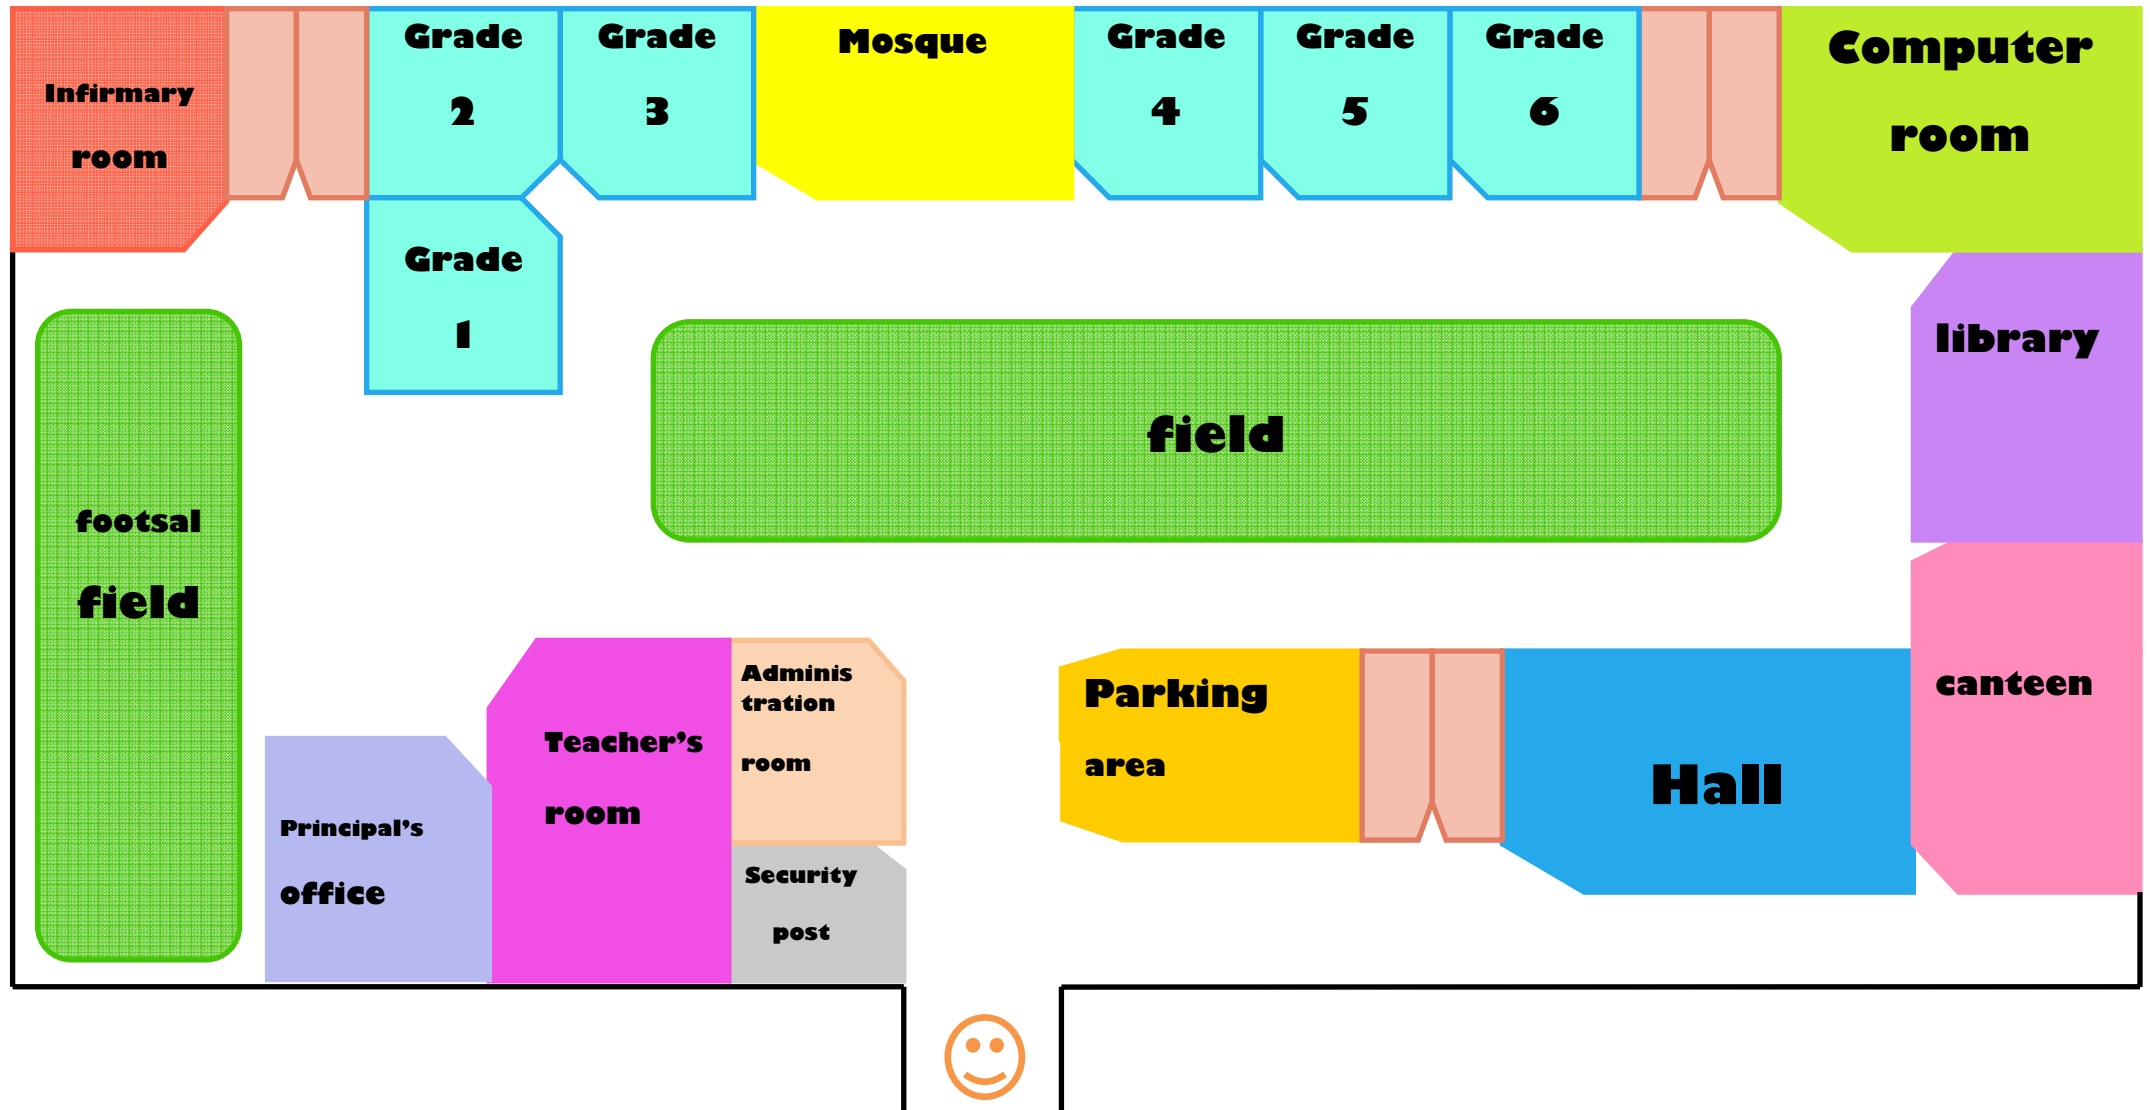 Infirmary
room
Grade
2
Grade
3
Mosque
Grade
4
Grade
5
Grade
6
Computer
room
Grade
1
library
field
footsal
field
canteen
Principal's
office
Teacher's
room
Adminis
tration
room
Security
post
Parking
area
Hall